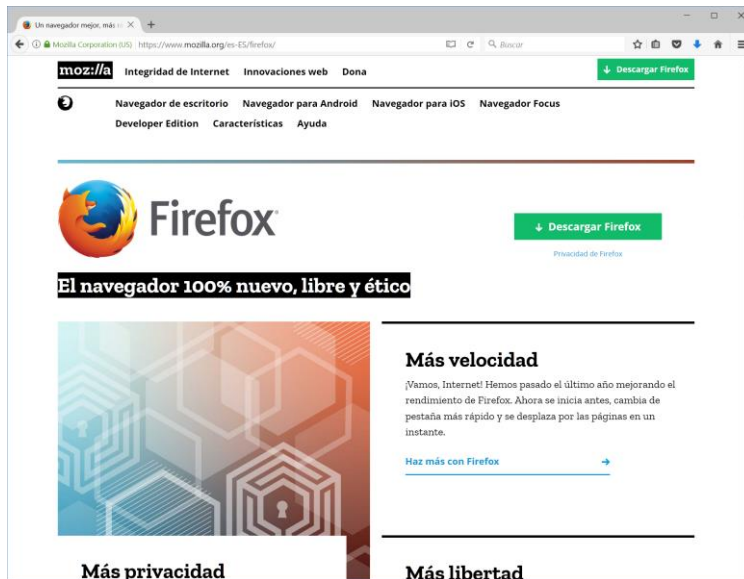 Un navegador mejor, más rá
Mozilla Corporation (US)
https://www.mozilla.org/es-ES/firefox/
Buscar
moz://a
Integridad de Internet
Innovaciones web
Dona
Descargar Firefox
Navegador de escritorio
Navegador para Android
Navegador para iOS
Navegador Focus
Developer Edition
Características
Ayuda
Firefox
Descargar Firefox
Privacidad de Firefox
El navegador 100% nuevo, libre y ético
Más velocidad
¡Vamos, Internet! Hemos pasado el último año mejorando el
rendimiento de Firefox. Ahora se inicia antes, cambia de
pestaña más rápido y se desplaza por las páginas en un
instante.
Haz más con Firefox
Más privacidad
Más libertad